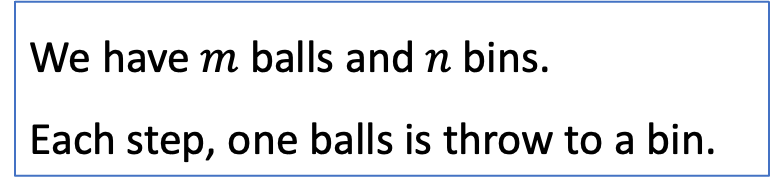 We have m balls and n bins.
Each step, one balls is throw to a bin.